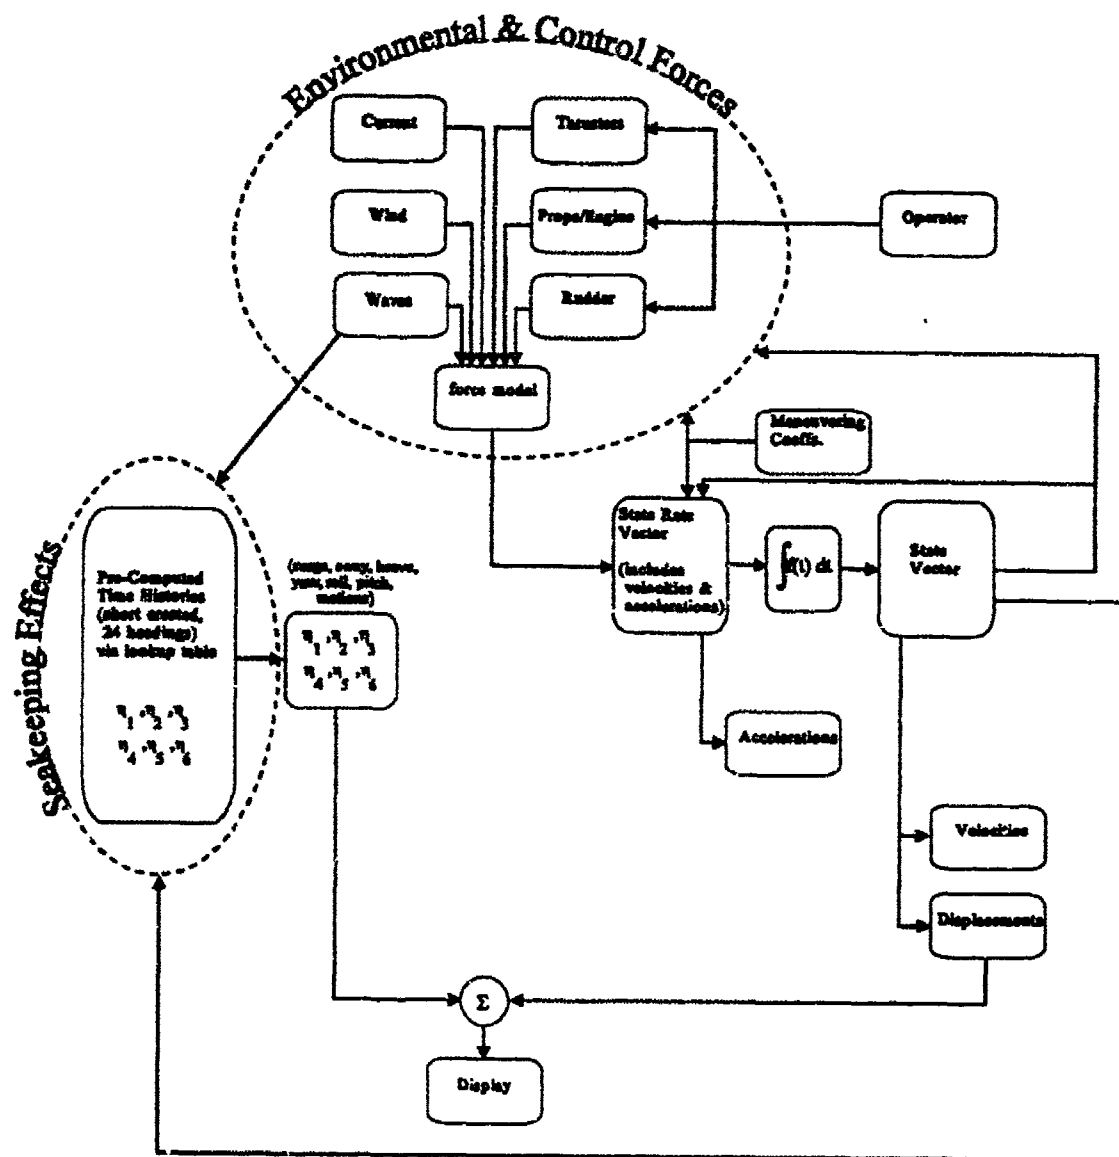 Environmental & Control Forces
Current
Thrusters
Wind
Props/Engine
Operator
Waves
Rudder
force model
Maneuvering
Coeffs.
State Rate
Vector
(includes
velocities &
accelerations)
∫f(t) dt
State
Vector
Seakeeping Effects
Pre-Computed
Time Histories
(short crested,
24 headings)
via lookup table
η1 ,η2 ,η3
η4 ,η5 ,η6
(surge, sway, heave,
yaw, roll, pitch,
motions)
η1 ,η2 ,η3
η4 ,η5 ,η6
Accelerations
Velocities
Displacements
Σ
Display